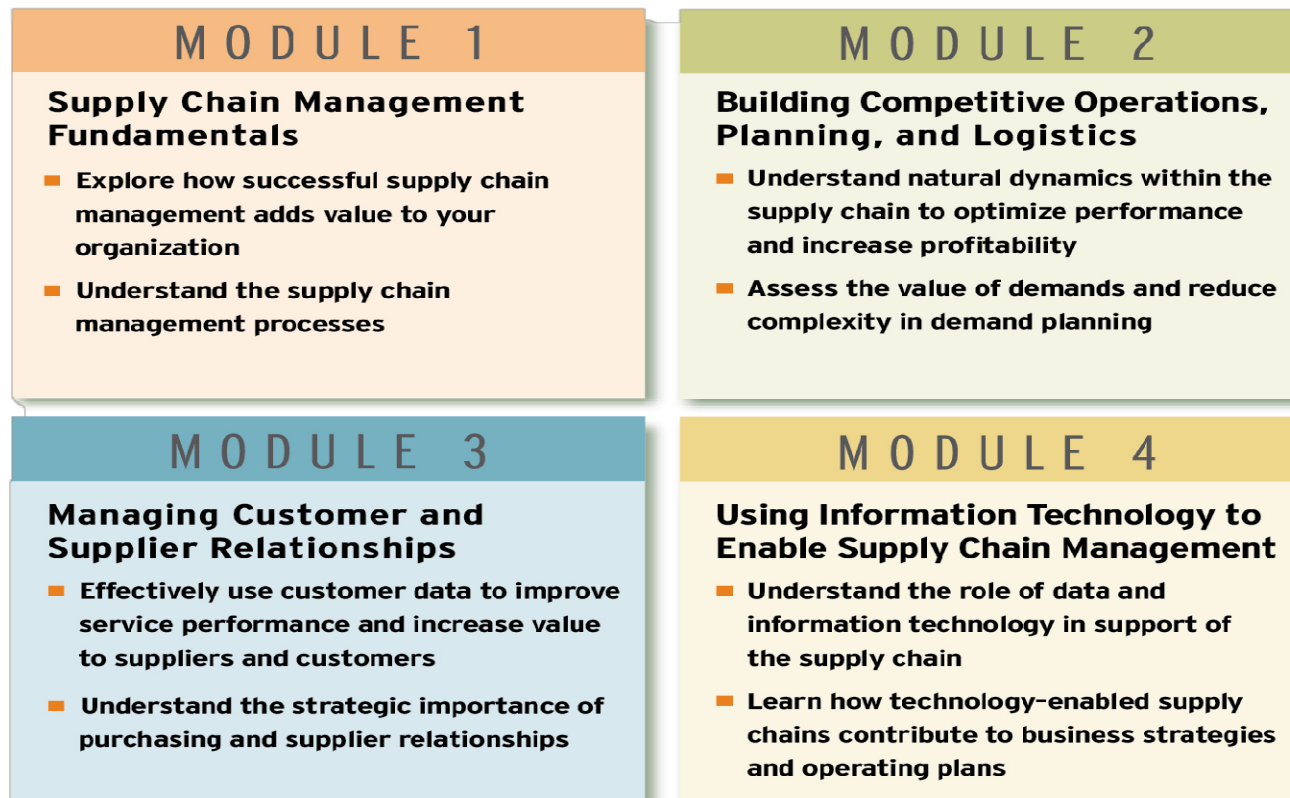 MODULE 1
Supply Chain Management
Fundamentals
Explore how successful supply chain
management adds value to your
organization
Understand the supply chain
management processes
MODULE 2
Building Competitive Operations,
Planning, and Logistics
Understand natural dynamics within the
supply chain to optimize performance
and increase profitability
Assess the value of demands and reduce
complexity in demand planning
MODULE 3
Managing Customer and
Supplier Relationships
Effectively use customer data to improve
service performance and increase value
to suppliers and customers
Understand the strategic importance of
purchasing and supplier relationships
MODULE 4
Using Information Technology to
Enable Supply Chain Management
Understand the role of data and
information technology in support of
the supply chain
Learn how technology-enabled supply
chains contribute to business strategies
and operating plans